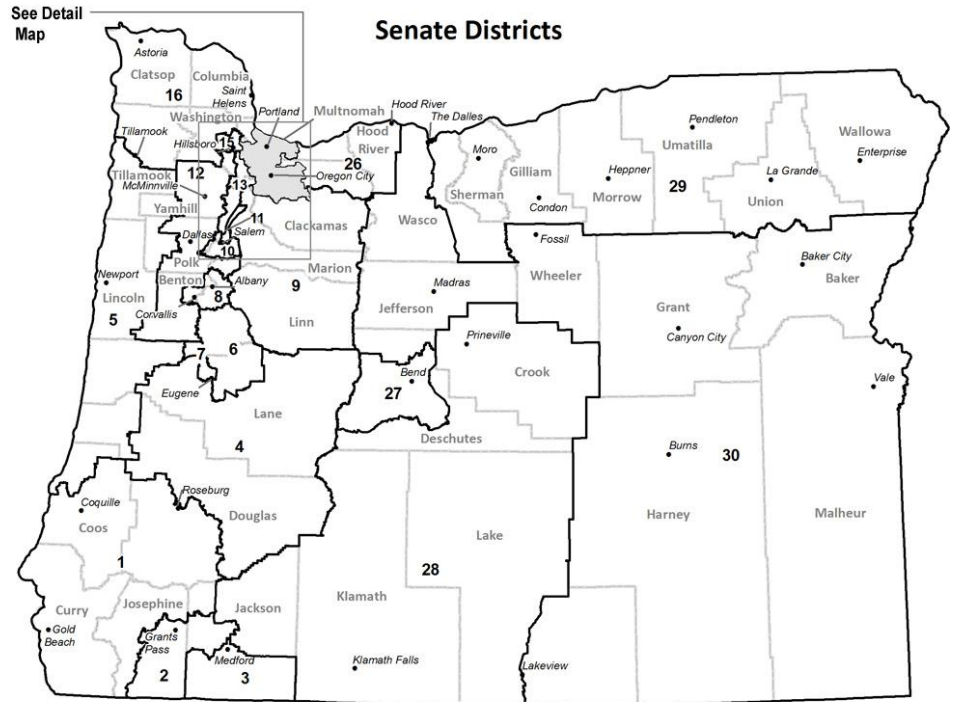 See Detail
Map
Senate Districts
Astoria
Clatsop
Columbia
16
Saint
Helens
Portland
Multnomah
Hood River
The Dalles
Washington
Tillamook
Hillsboro
15
Hood
River
26
Moro
Pendleton
Umatilla
Wallowa
Enterprise
12
Tillamook
McMinnville
13
Oregon City
Gilliam
Heppner
29
La Grande
Sherman
Morrow
Union
Yamhill
11
Clackamas
Wasco
Condon
Dallas
Salem
10
Polk
Fossil
Marion
Wheeler
Baker City
Baker
Newport
Benton
Albany
9
Lincoln
8
Jefferson
Madras
Grant
5
Corvallis
Linn
Canyon City
7
6
Prineville
Crook
Eugene
27
Bend
Vale
Lane
4
Deschutes
Burns
30
Roseburg
Coquille
Coos
Douglas
Harney
Malheur
Lake
1
28
Klamath
Curry
Josephine
Jackson
Gold
Beach
Grants
Pass
Medford
Klamath Falls
Lakeview
2
3